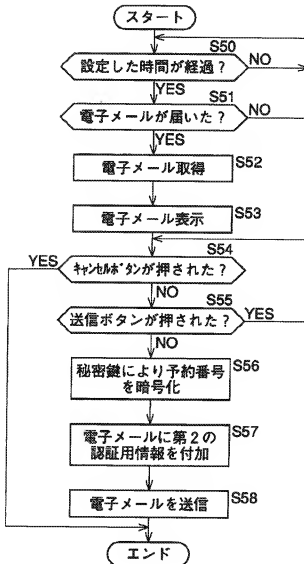 スタート
S50
設定した時間が経過?
NO
YES
S51
電子メールが届いた?
NO
YES
電子メール取得
S52
電子メール表示
S53
S54
YES
キャンセルボタンが押された?
NO
S55
送信ボタンが押された?
YES
NO
S56
秘密鍵により予約番号
を暗号化
S57
電子メールに第2の
認証用情報を付加
電子メールを送信
S58
エンド